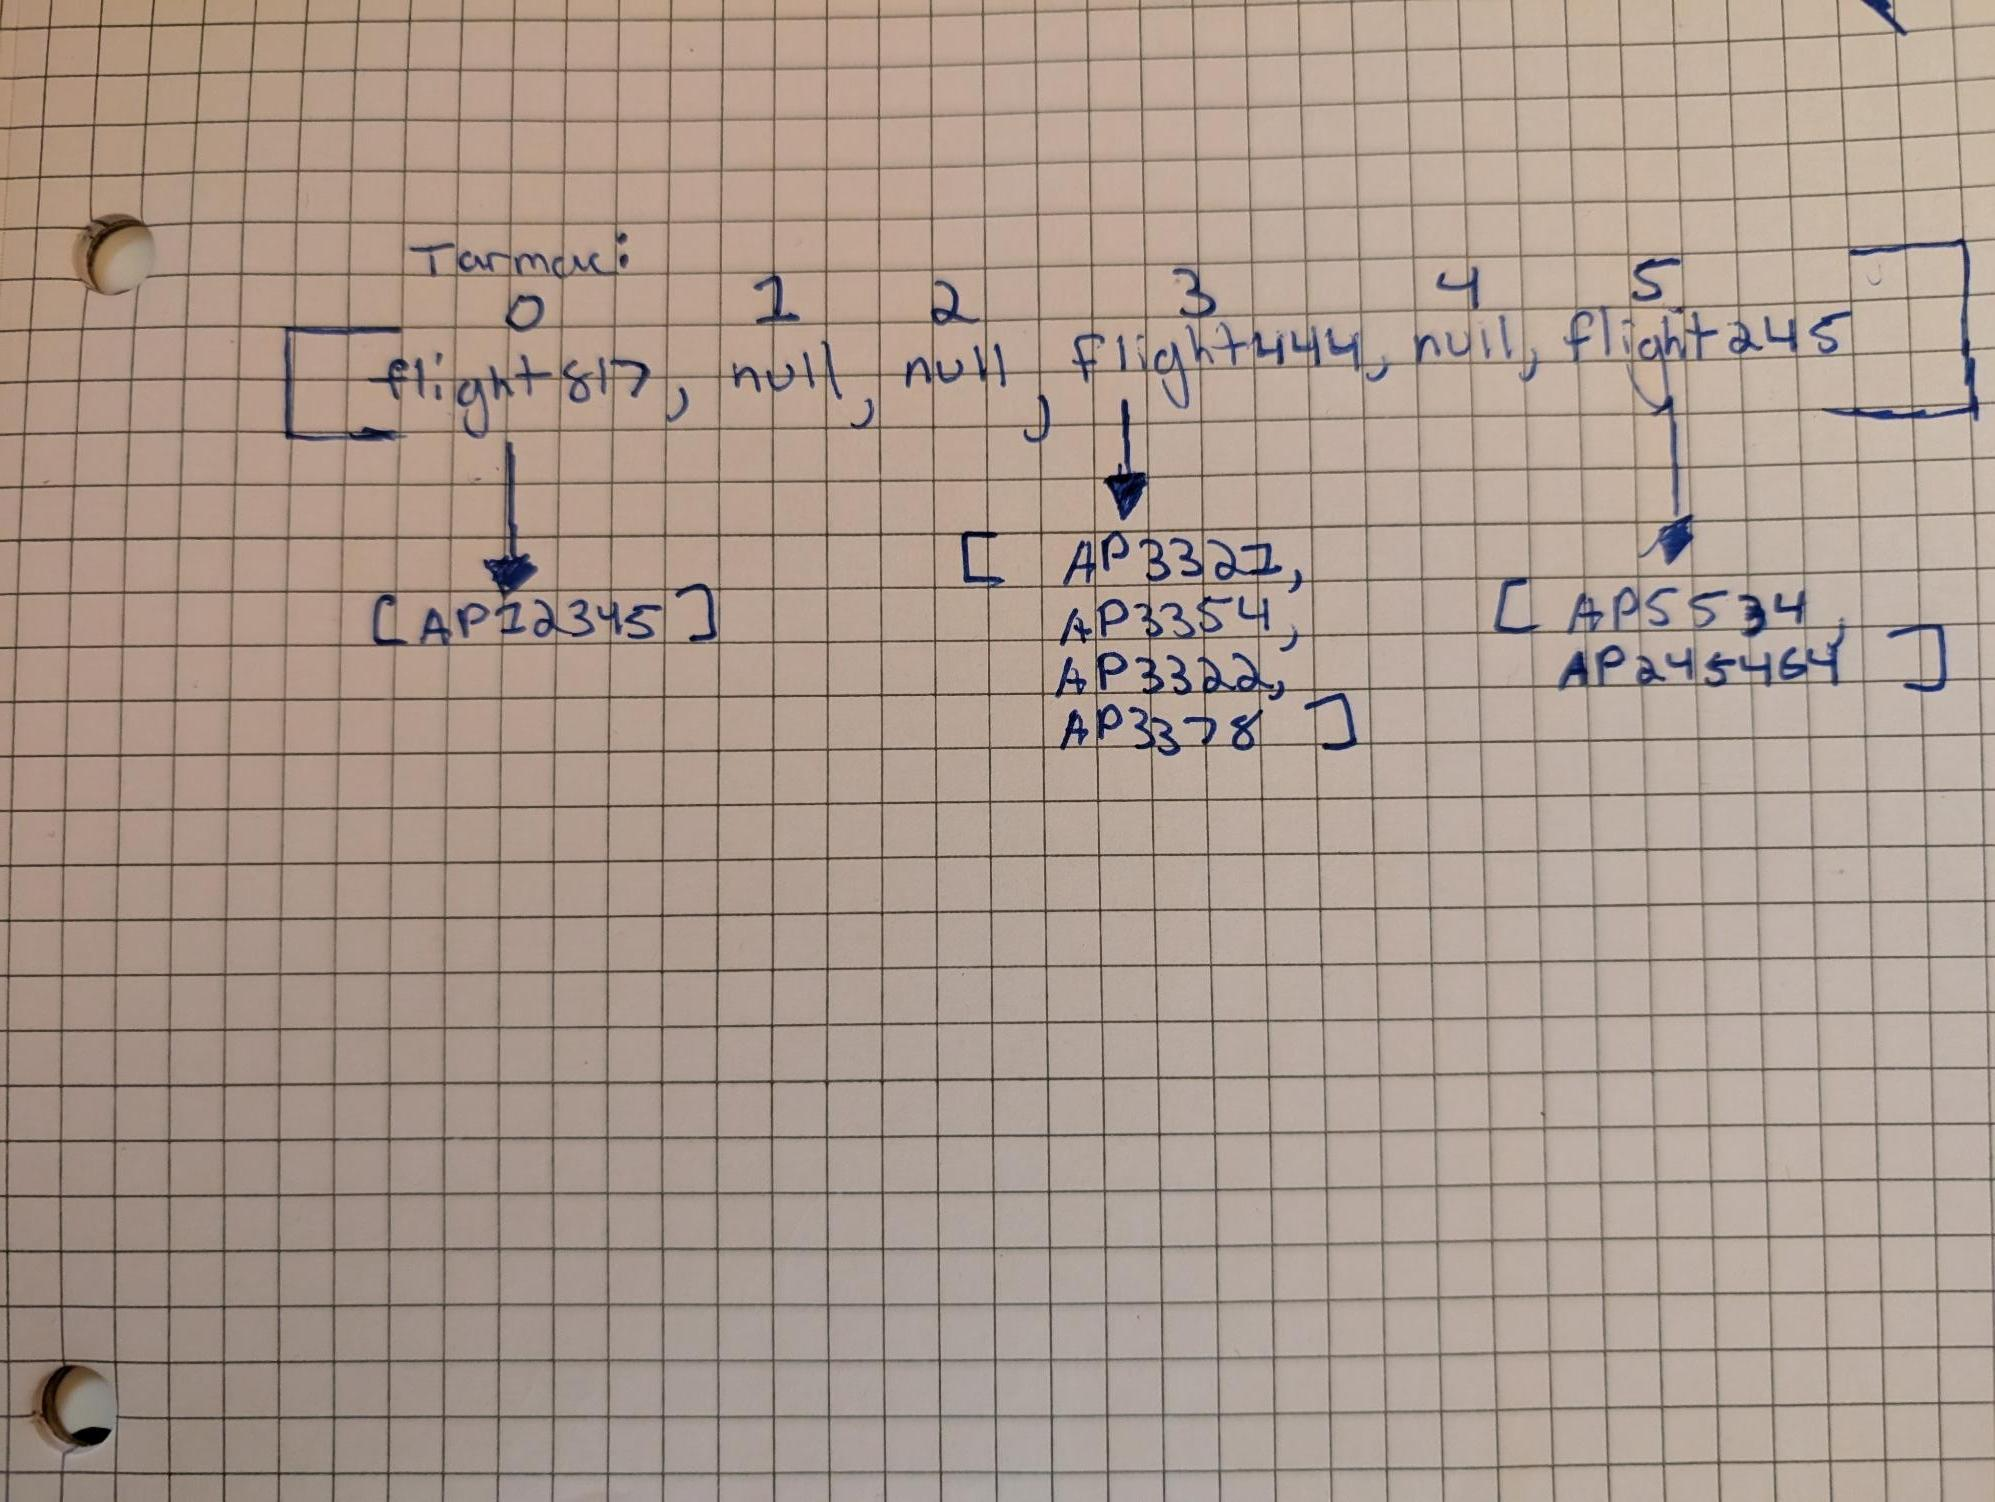 Tarmac:
0 1 2 3 4 5
[flight817, null, null, flight444, null, flight245]
[AP12345]
[AP3321,
AP3354,
AP3322,
AP3378]
[AP5534,
AP245464]